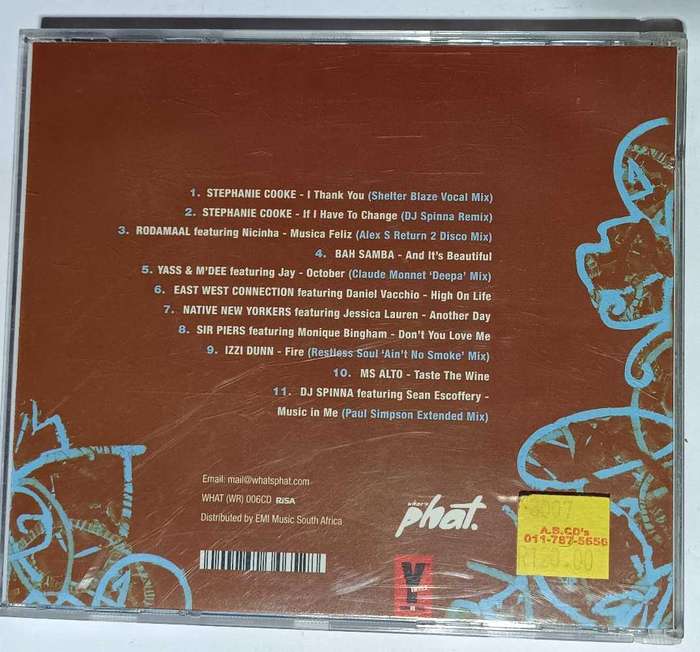 1. STEPHANIE COOKE - I Thank You (Shelter Blaze Vocal Mix)
2. STEPHANIE COOKE - If I Have To Change (DJ Spinna Remix)
3. RODAMAAL featuring Nicinha - Musica Feliz (Alex S Return 2 Disco Mix)
4. BAH SAMBA - And It's Beautiful
5. YASS & M'DEE featuring Jay - October (Claude Monnet 'Deepa' Mix)
6. EAST WEST CONNECTION featuring Daniel Vacchio - High On Life
7. NATIVE NEW YORKERS featuring Jessica Lauren - Another Day
8. SIR PIERS featuring Monique Bingham - Don't You Love Me
9. IZZI DUNN - Fire (Restless Soul 'Ain't No Smoke' Mix)
10. MS ALTO - Taste The Wine
11. DJ SPINNA featuring Sean Escoffery -
Music in Me (Paul Simpson Extended Mix)
Email: mail@whatsphat.com
WHAT (WR) 006CD RiSA
Distributed by EMI Music South Africa
what's
phat.
A.B.CD's
011-787-5656
R120.00